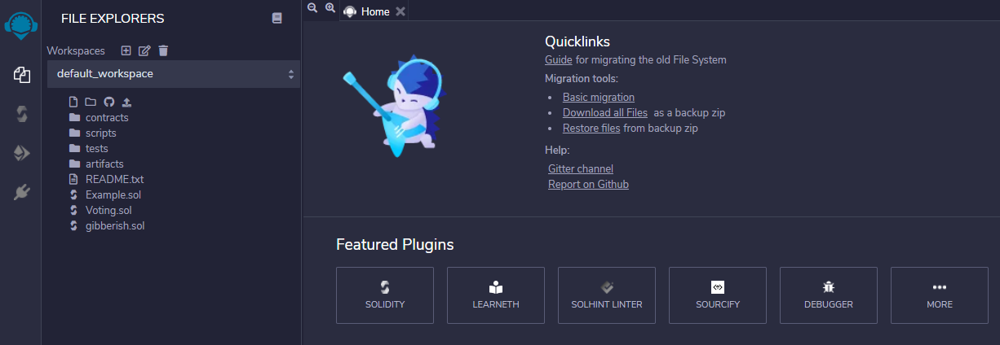 FILE EXPLORERS
Workspaces
default_workspace
contracts
scripts
tests
artifacts
README.txt
Example.sol
Voting.sol
gibberish.sol
Home
Quicklinks
Guide for migrating the old File System
Migration tools:
Basic migration
Download all Files as a backup zip
Restore files from backup zip
Help:
Gitter channel
Report on Github
Featured Plugins
SOLIDITY
LEARNETH
SOLHINT LINTER
SOURCIFY
DEBUGGER
MORE